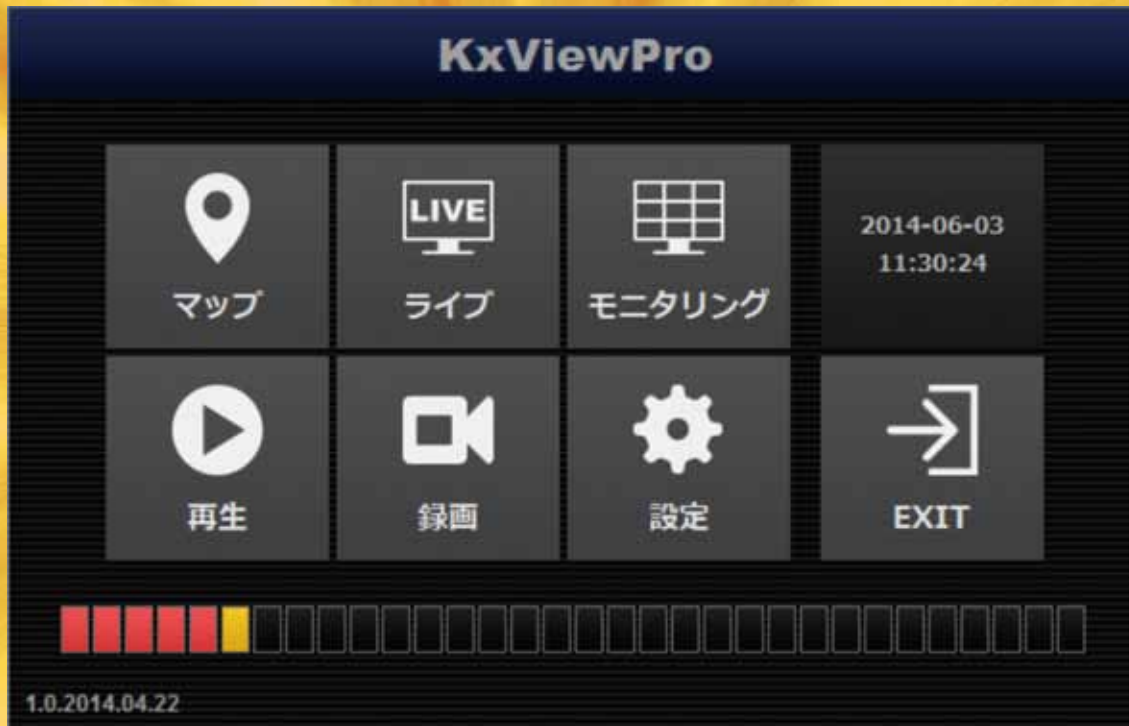 KxViewPro
マップ
LIVE
ライブ
モニタリング
2014-06-03
11:30:24
再生
録画
設定
EXIT
1.0.2014.04.22